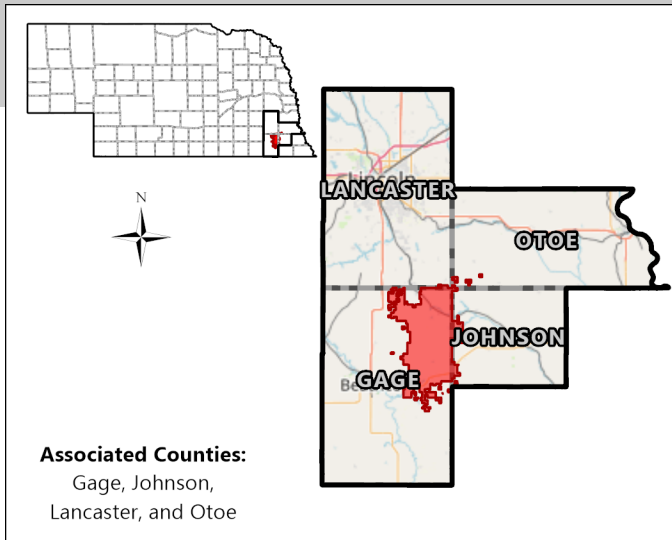 N
LANCASTER
OTOE
JOHNSON
GAGE
Associated Counties:
Gage, Johnson,
Lancaster, and Otoe